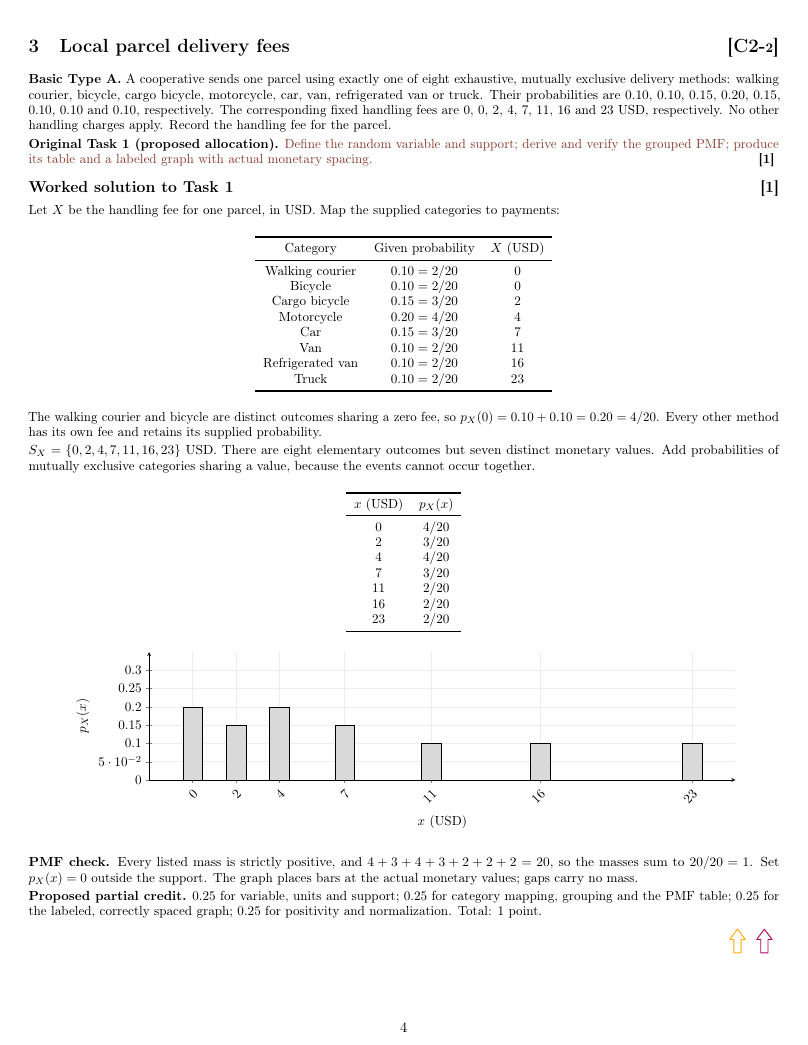 3 Local parcel delivery fees [C2-2]
Basic Type A. A cooperative sends one parcel using exactly one of eight exhaustive, mutually exclusive delivery methods: walking
courier, bicycle, cargo bicycle, motorcycle, car, van, refrigerated van or truck. Their probabilities are 0.10, 0.10, 0.15, 0.20, 0.15,
0.10, 0.10 and 0.10, respectively. The corresponding fixed handling fees are 0, 0, 2, 4, 7, 11, 16 and 23 USD, respectively. No other
handling charges apply. Record the handling fee for the parcel.
Original Task 1 (proposed allocation). Define the random variable and support; derive and verify the grouped PMF; produce
its table and a labeled graph with actual monetary spacing. [1]
Worked solution to Task 1 [1]
Let X be the handling fee for one parcel, in USD. Map the supplied categories to payments:
Category Given probability X (USD)
Walking courier 0.10 = 2/20 0
Bicycle 0.10 = 2/20 0
Cargo bicycle 0.15 = 3/20 2
Motorcycle 0.20 = 4/20 4
Car 0.15 = 3/20 7
Van 0.10 = 2/20 11
Refrigerated van 0.10 = 2/20 16
Truck 0.10 = 2/20 23
The walking courier and bicycle are distinct outcomes sharing a zero fee, so p_X(0) = 0.10 + 0.10 = 0.20 = 4/20. Every other method
has its own fee and retains its supplied probability.
S_X = {0, 2, 4, 7, 11, 16, 23} USD. There are eight elementary outcomes but seven distinct monetary values. Add probabilities of
mutually exclusive categories sharing a value, because the events cannot occur together.
x (USD) p_X(x)
0 4/20
2 3/20
4 4/20
7 3/20
11 2/20
16 2/20
23 2/20
p_X(x)
0.3
0.25
0.2
0.15
0.1
5 · 10⁻²
0
0 2 4 7 11 16 23
x (USD)
PMF check. Every listed mass is strictly positive, and 4 + 3 + 4 + 3 + 2 + 2 + 2 = 20, so the masses sum to 20/20 = 1. Set
p_X(x) = 0 outside the support. The graph places bars at the actual monetary values; gaps carry no mass.
Proposed partial credit. 0.25 for variable, units and support; 0.25 for category mapping, grouping and the PMF table; 0.25 for
the labeled, correctly spaced graph; 0.25 for positivity and normalization. Total: 1 point.
4